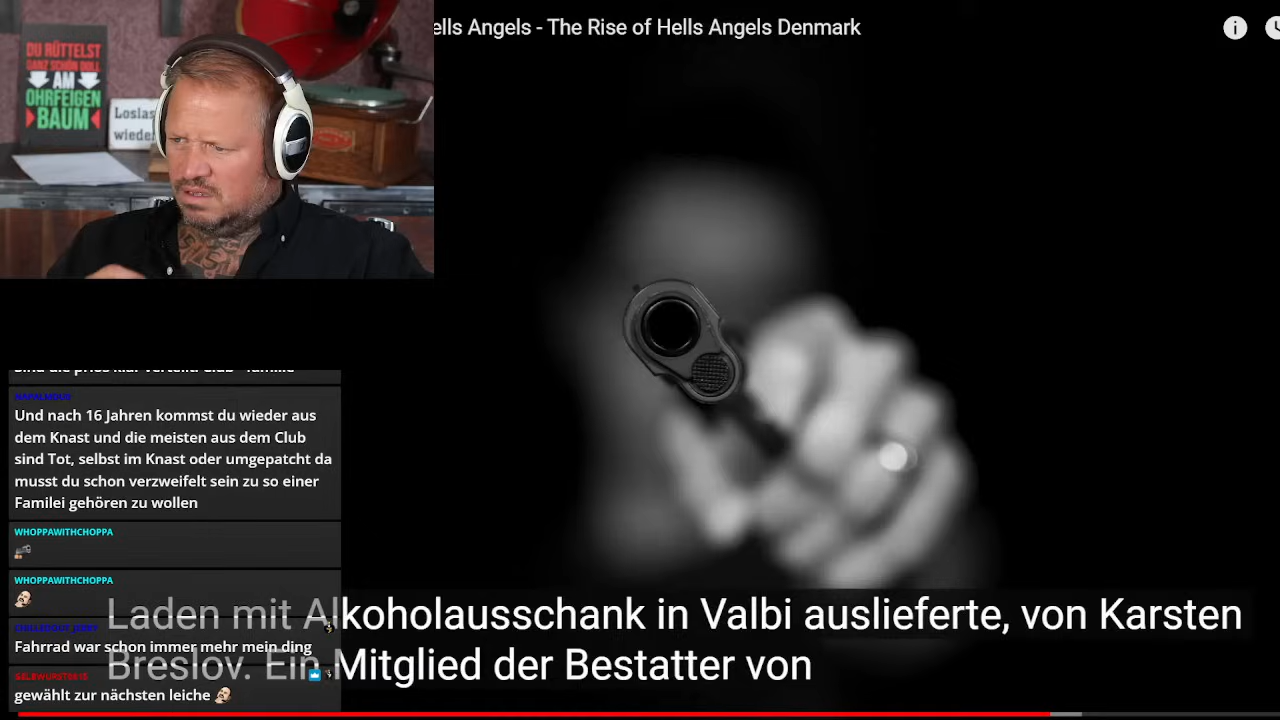 ells Angels - The Rise of Hells Angels Denmark
DU RÜTTELST
GANZ SCHÖN DOLL
AM
OHRFEIGEN
BAUM
Loslas
wieder
Und nach 16 Jahren kommst du wieder aus
dem Knast und die meisten aus dem Club
sind Tot, selbst im Knast oder umgepatcht da
musst du schon verzweifelt sein zu so einer
Familei gehören zu wollen
WHOPPAWITHCHOPPA
WHOPPAWITHCHOPPA
Fahrrad war schon immer mehr mein ding
gewählt zur nächsten leiche
Laden mit Alkoholausschank in Valbi auslieferte, von Karsten
Breslov. Ein Mitglied der Bestatter von